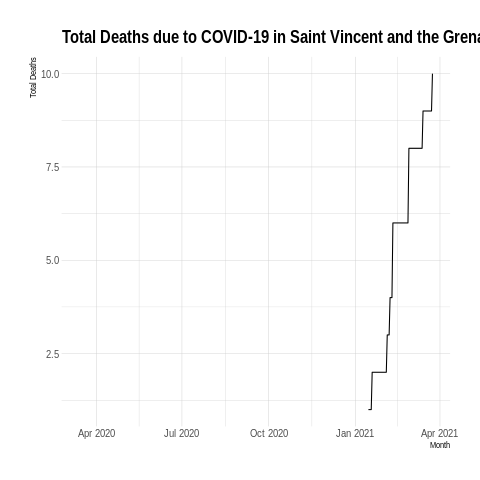 Total Deaths due to COVID-19 in Saint Vincent and the Grena
Total Deaths
10.0
7.5
5.0
2.5
Apr 2020 Jul 2020 Oct 2020 Jan 2021 Apr 2021
Month